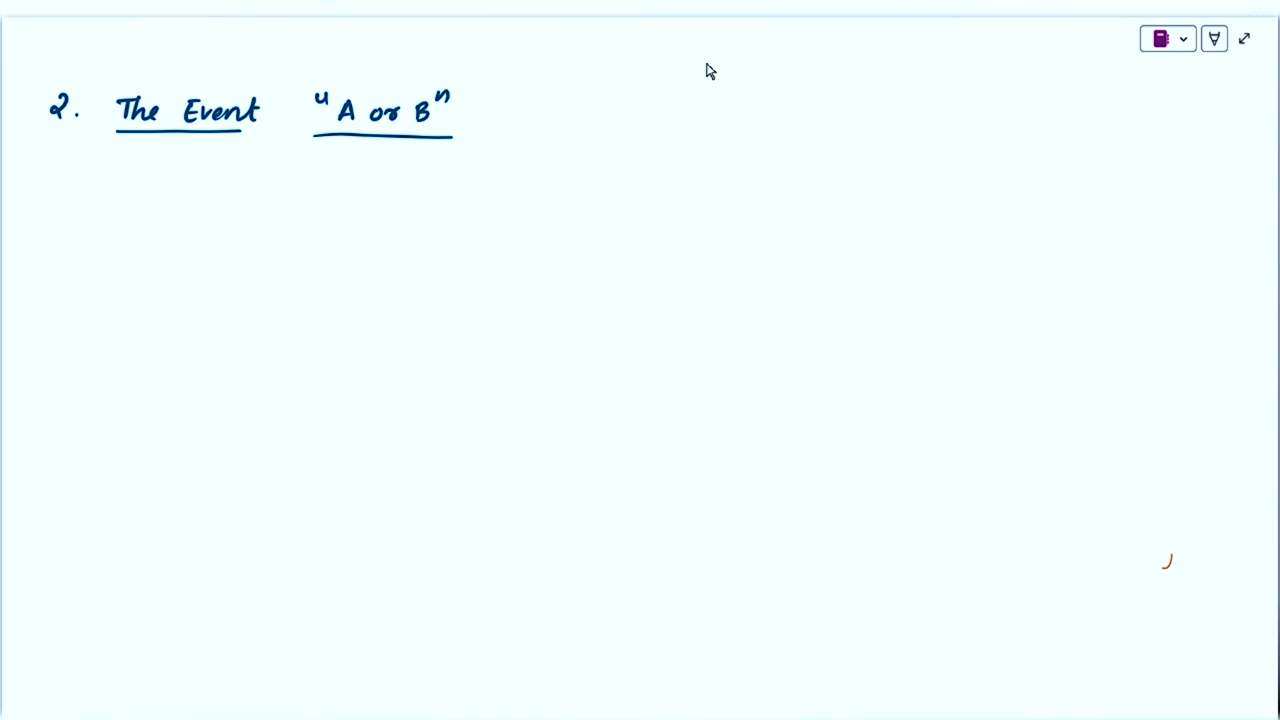 2. The Event "A or B"